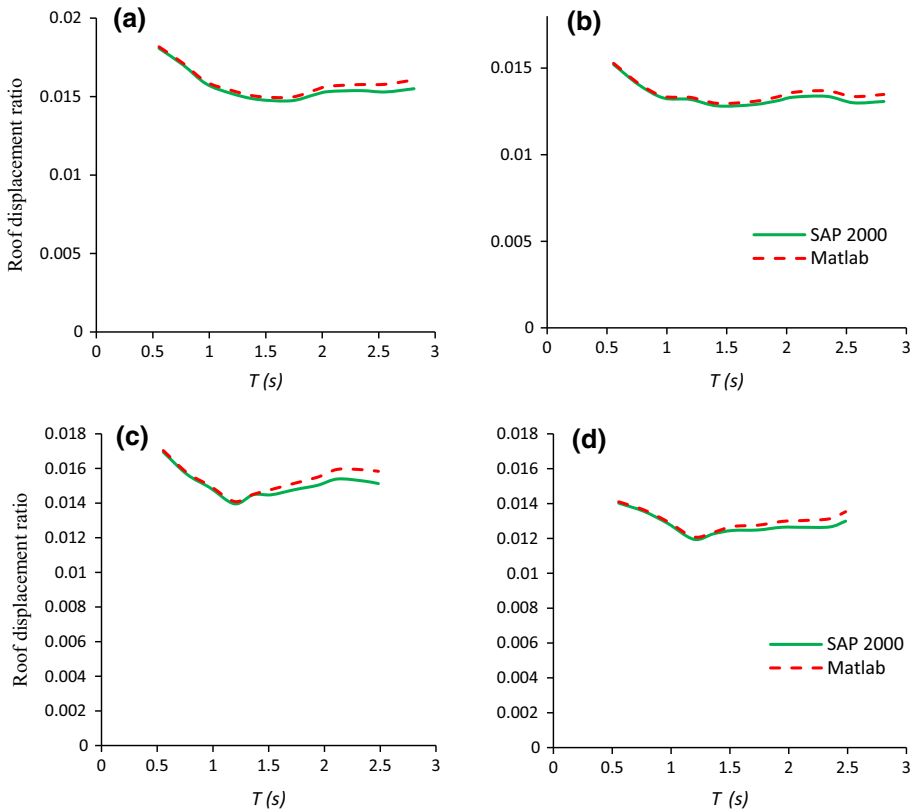 (a)
0.02
0.015
0.01
0.005
0
Roof displacement ratio
0 0.5 1 1.5 2 2.5 3
T (s)
(b)
0.015
0.01
0.005
0
SAP 2000
Matlab
0 0.5 1 1.5 2 2.5 3
T (s)
(c)
0.018
0.016
0.014
0.012
0.01
0.008
0.006
0.004
0.002
0
Roof displacement ratio
0 0.5 1 1.5 2 2.5 3
T (s)
(d)
0.018
0.016
0.014
0.012
0.01
0.008
0.006
0.004
0.002
0
SAP 2000
Matlab
0 0.5 1 1.5 2 2.5 3
T (s)